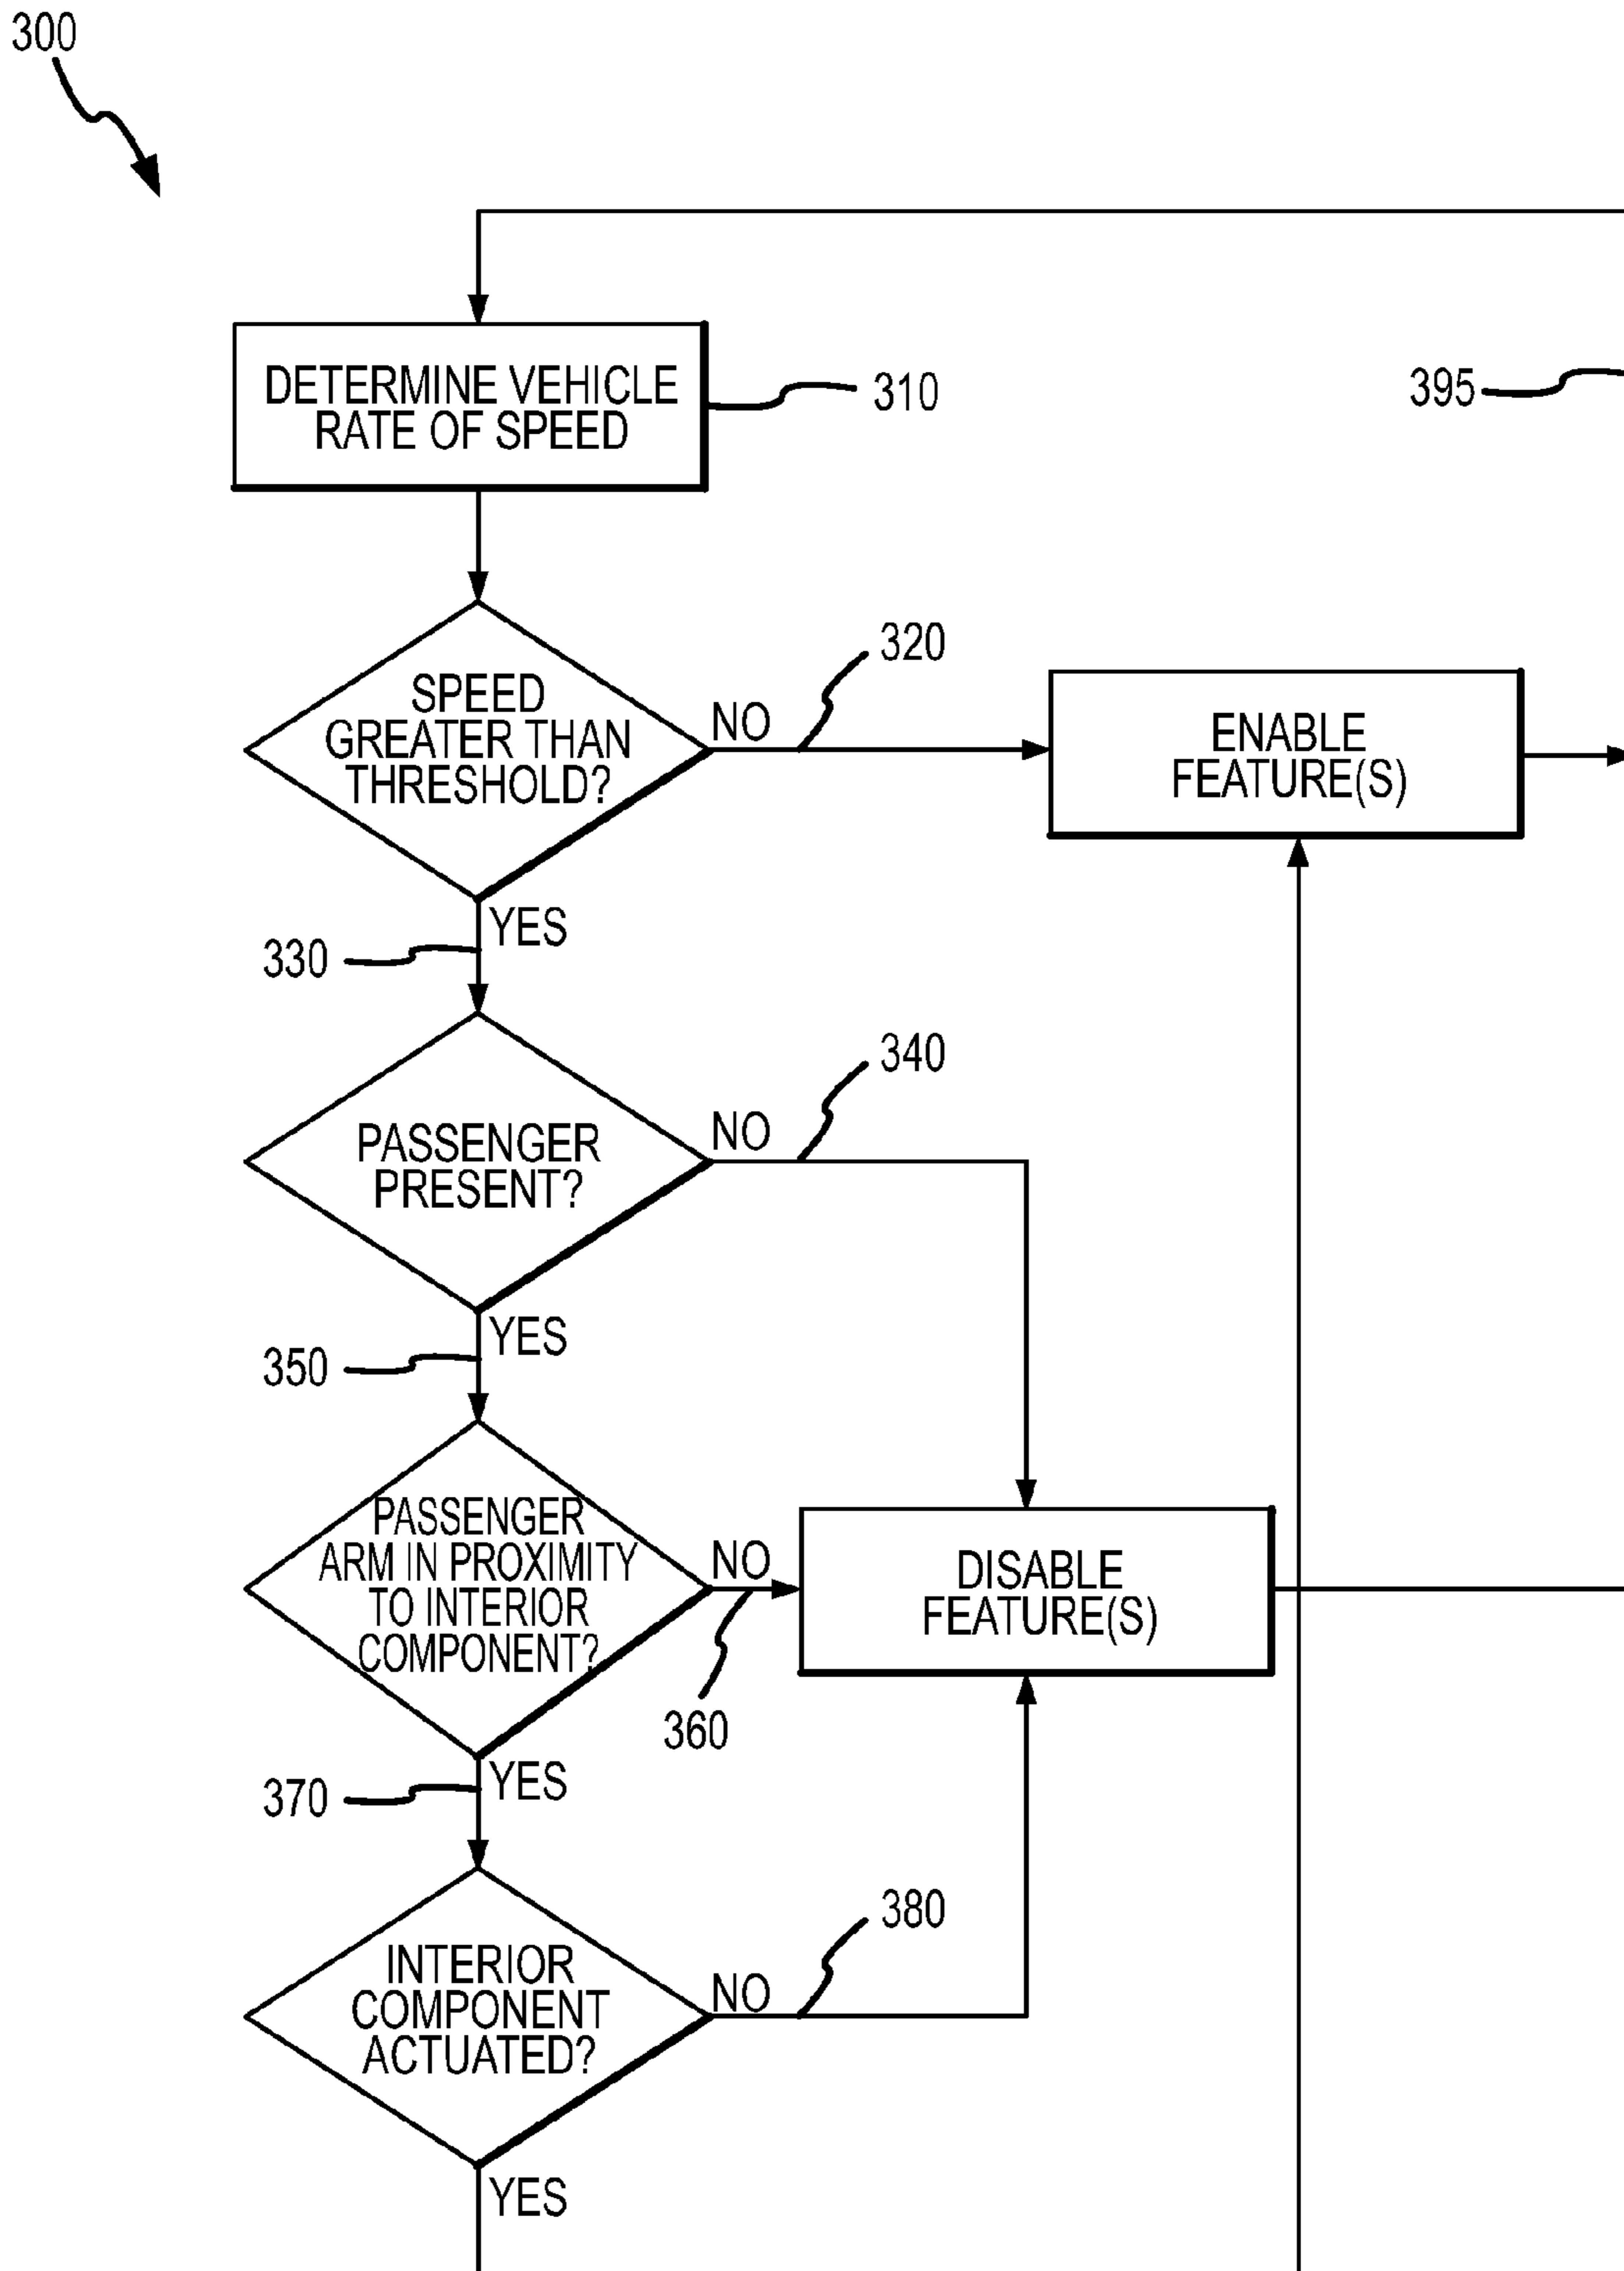 300
DETERMINE VEHICLE
RATE OF SPEED
310
395
SPEED
GREATER THAN
THRESHOLD?
NO
320
ENABLE
FEATURE(S)
YES
330
PASSENGER
PRESENT?
NO
340
YES
350
PASSENGER
ARM IN PROXIMITY
TO INTERIOR
COMPONENT?
NO
360
DISABLE
FEATURE(S)
YES
370
INTERIOR
COMPONENT
ACTUATED?
NO
380
YES